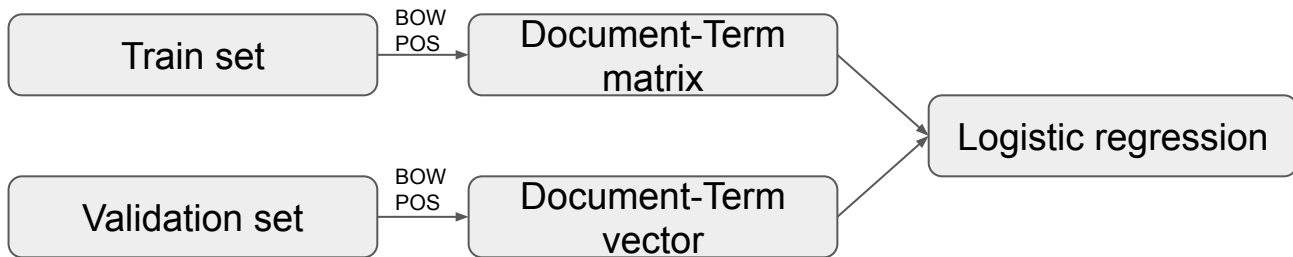 Train set
BOW
POS
Document-Term
matrix
Logistic regression
Validation set
BOW
POS
Document-Term
vector